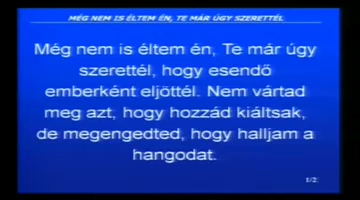 MÉG NEM IS ÉLTEM ÉN, TE MÁR ÚGY SZERETTÉL
Még nem is éltem én, Te már úgy
szerettél, hogy esendő
emberként eljöttél. Nem vártad
meg azt, hogy hozzád kiáltsak,
de megengedted, hogy halljam a
hangodat.
1/2